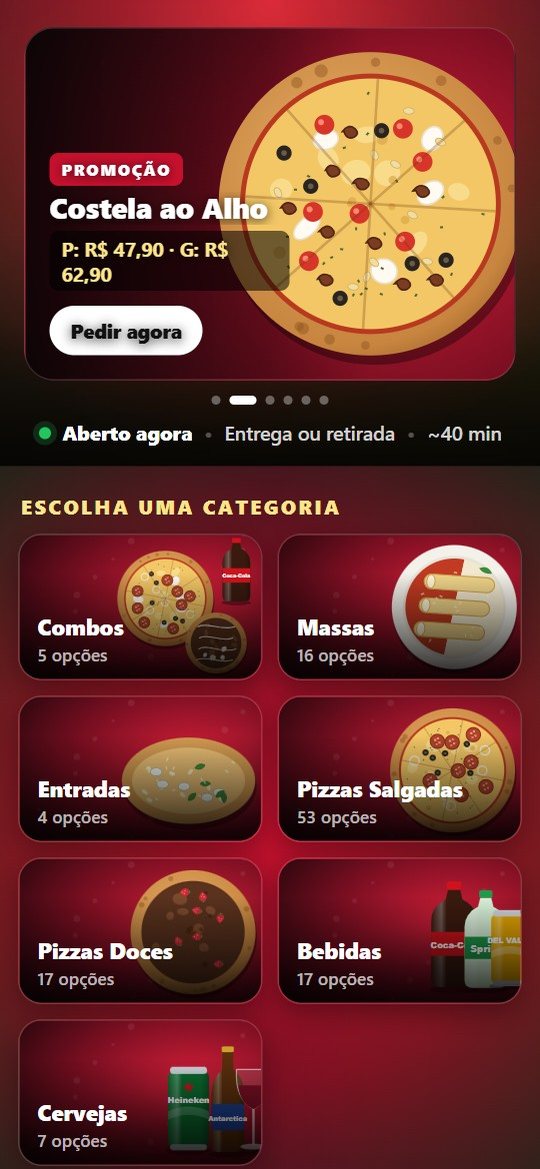 PROMOÇÃO
Costela ao Alho
P: R$ 47,90 · G: R$
62,90
Pedir agora
Aberto agora • Entrega ou retirada • ~40 min
ESCOLHA UMA CATEGORIA
Coca-Cola
Combos
5 opções
Massas
16 opções
Entradas
4 opções
Pizzas Salgadas
53 opções
Pizzas Doces
17 opções
Coca-C
Spri
DEL VAL
Bebidas
17 opções
Heineken
Antarctica
Cervejas
7 opções